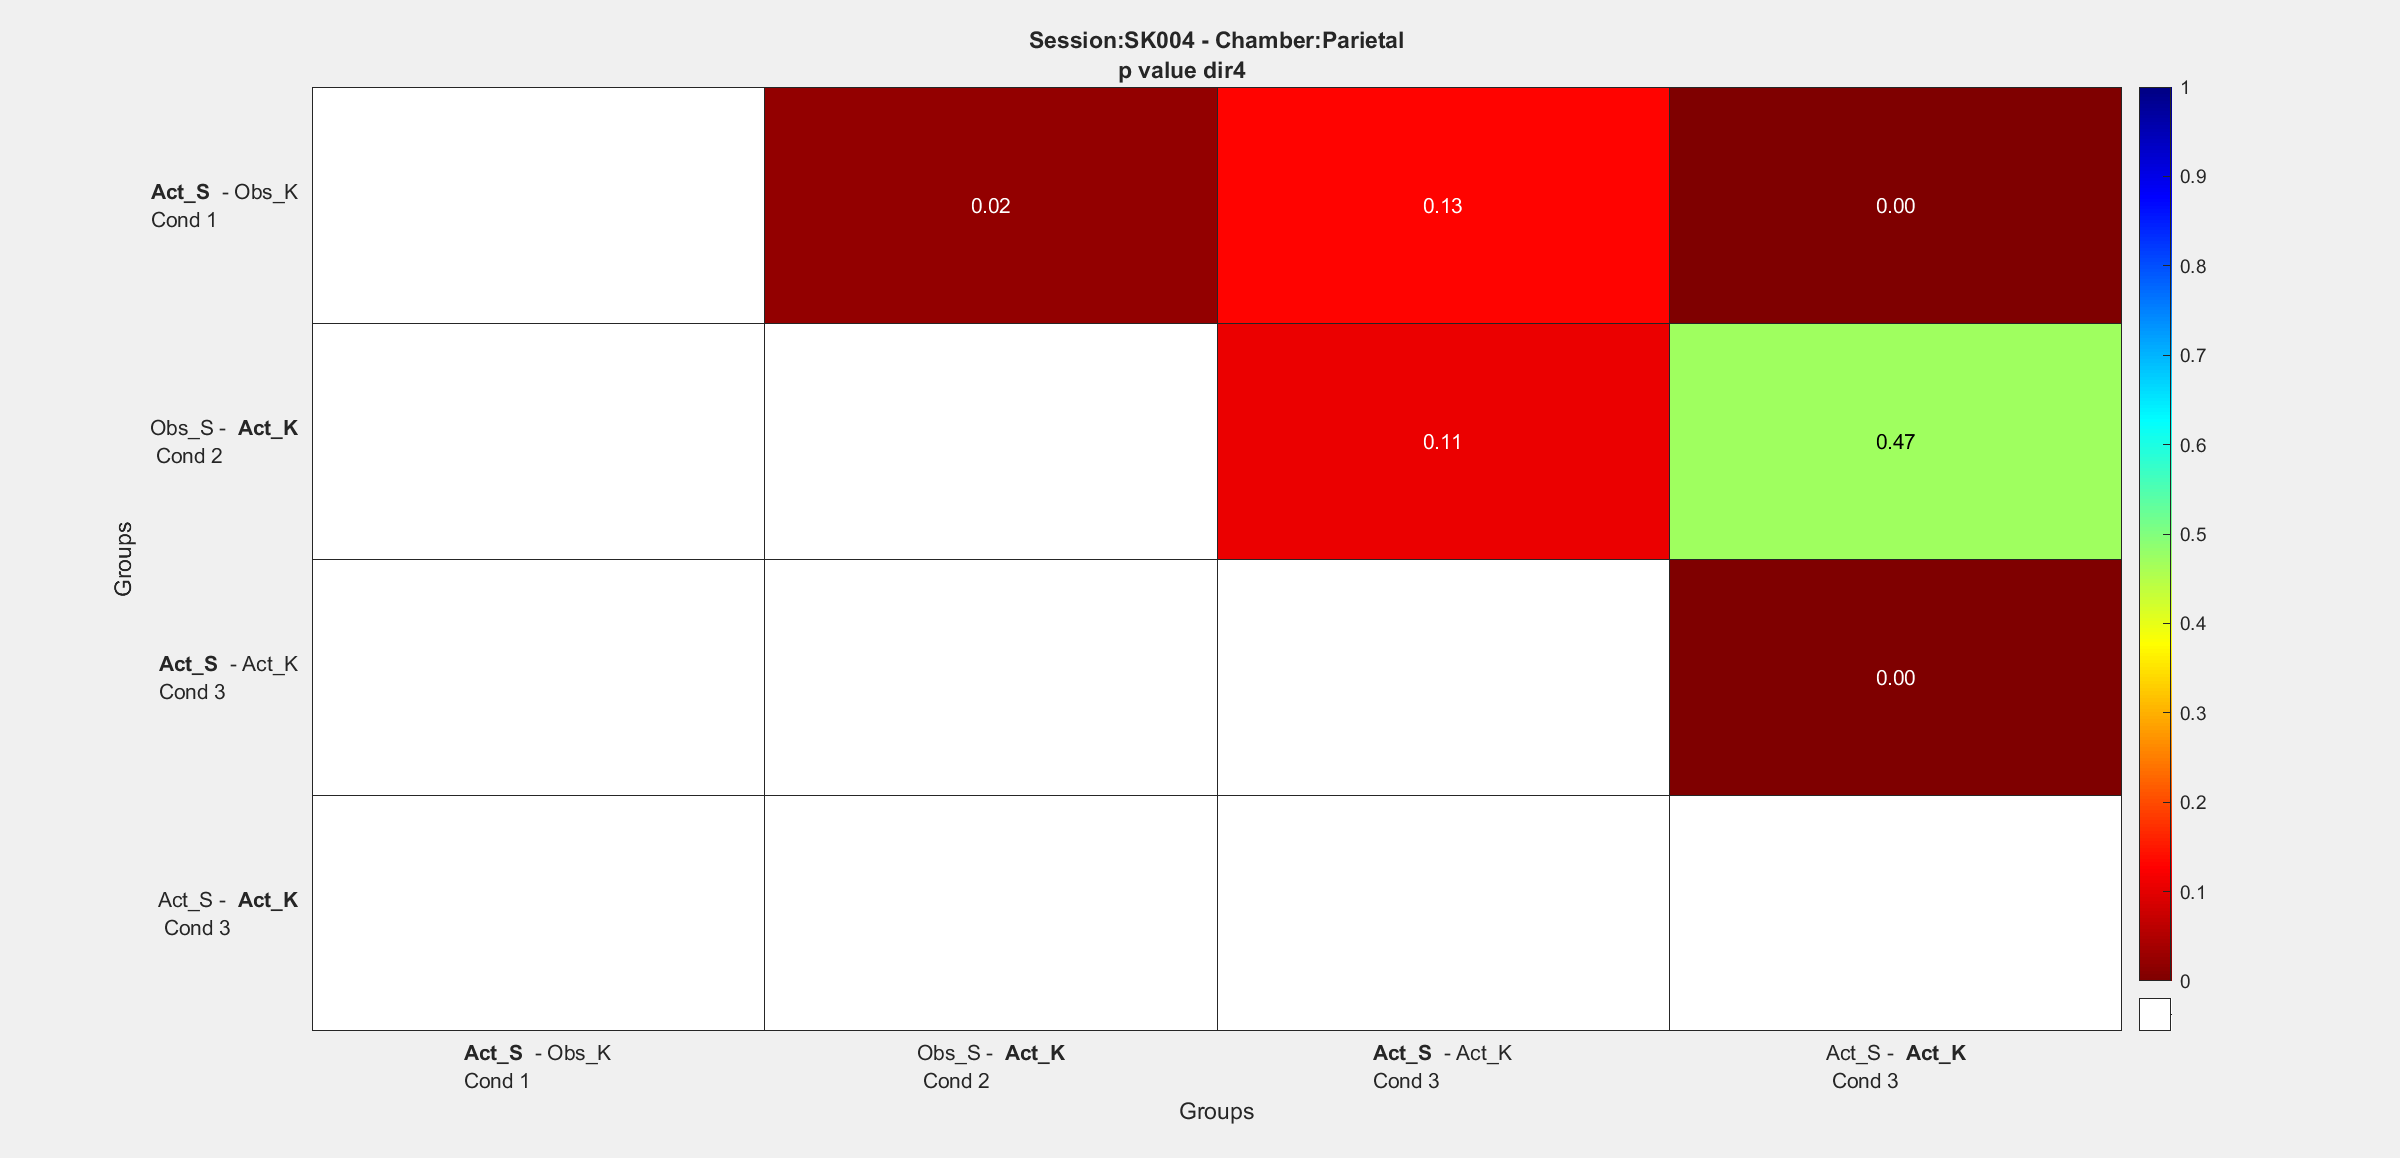 Session:SK004 - Chamber:Parietal
p value dir4
Act_S - Obs_K
Cond 1
0.02
0.13
0.00
Obs_S - Act_K
Cond 2
0.11
0.47
Act_S - Act_K
Cond 3
0.00
Act_S - Act_K
Cond 3
Groups
Act_S - Obs_K
Cond 1
Obs_S - Act_K
Cond 2
Act_S - Act_K
Cond 3
Act_S - Act_K
Cond 3
Groups
1
0.9
0.8
0.7
0.6
0.5
0.4
0.3
0.2
0.1
0